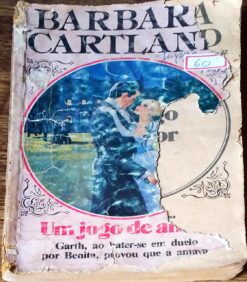 BARBARA
CARTLAND
60
Um jogo de a
Garth, ao bater-se em duelo
por Benita, provou que a amava